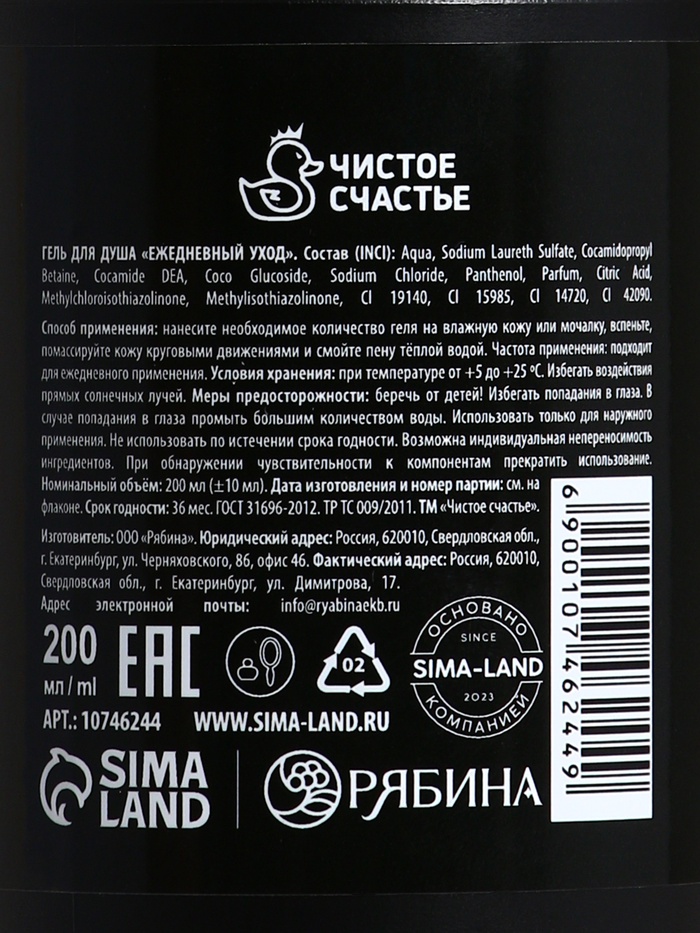 ЧИСТОЕ
СЧАСТЬЕ
ГЕЛЬ ДЛЯ ДУША «ЕЖЕДНЕВНЫЙ УХОД». Состав (INCI): Aqua, Sodium Laureth Sulfate, Cocamidopropyl
Betaine, Cocamide DEA, Coco Glucoside, Sodium Chloride, Panthenol, Parfum, Citric Acid,
Methylchloroisothiazolinone, Methylisothiazolinone, CI 19140, CI 15985, CI 14720, CI 42090.
Способ применения: нанесите необходимое количество геля на влажную кожу или мочалку, вспеньте,
помассируйте кожу круговыми движениями и смойте пену тёплой водой. Частота применения: подходит
для ежедневного применения. Условия хранения: при температуре от +5 до +25 °С. Избегать воздействия
прямых солнечных лучей. Меры предосторожности: беречь от детей! Избегать попадания в глаза. В
случае попадания в глаза промыть большим количеством воды. Использовать только для наружного
применения. Не использовать по истечении срока годности. Возможна индивидуальная непереносимость
ингредиентов. При обнаружении чувствительности к компонентам прекратить использование.
Номинальный объём: 200 мл (±10 мл). Дата изготовления и номер партии: см. на
флаконе. Срок годности: 36 мес. ГОСТ 31696-2012. ТР ТС 009/2011. ТМ «Чистое счастье».
Изготовитель: ООО «Рябина». Юридический адрес: Россия, 620010, Свердловская обл.,
г. Екатеринбург, ул. Черняховского, 86, офис 46. Фактический адрес: Россия, 620010,
Свердловская обл., г. Екатеринбург, ул. Димитрова, 17.
Адрес электронной почты: info@ryabinaekb.ru
200
мл / ml
EAC
02
ОСНОВАНО
SINCE
SIMA-LAND
2023
КОМПАНИЕЙ
АРТ.: 10746244 WWW.SIMA-LAND.RU
SIMA
LAND
РЯБИНА
6 900107 462449